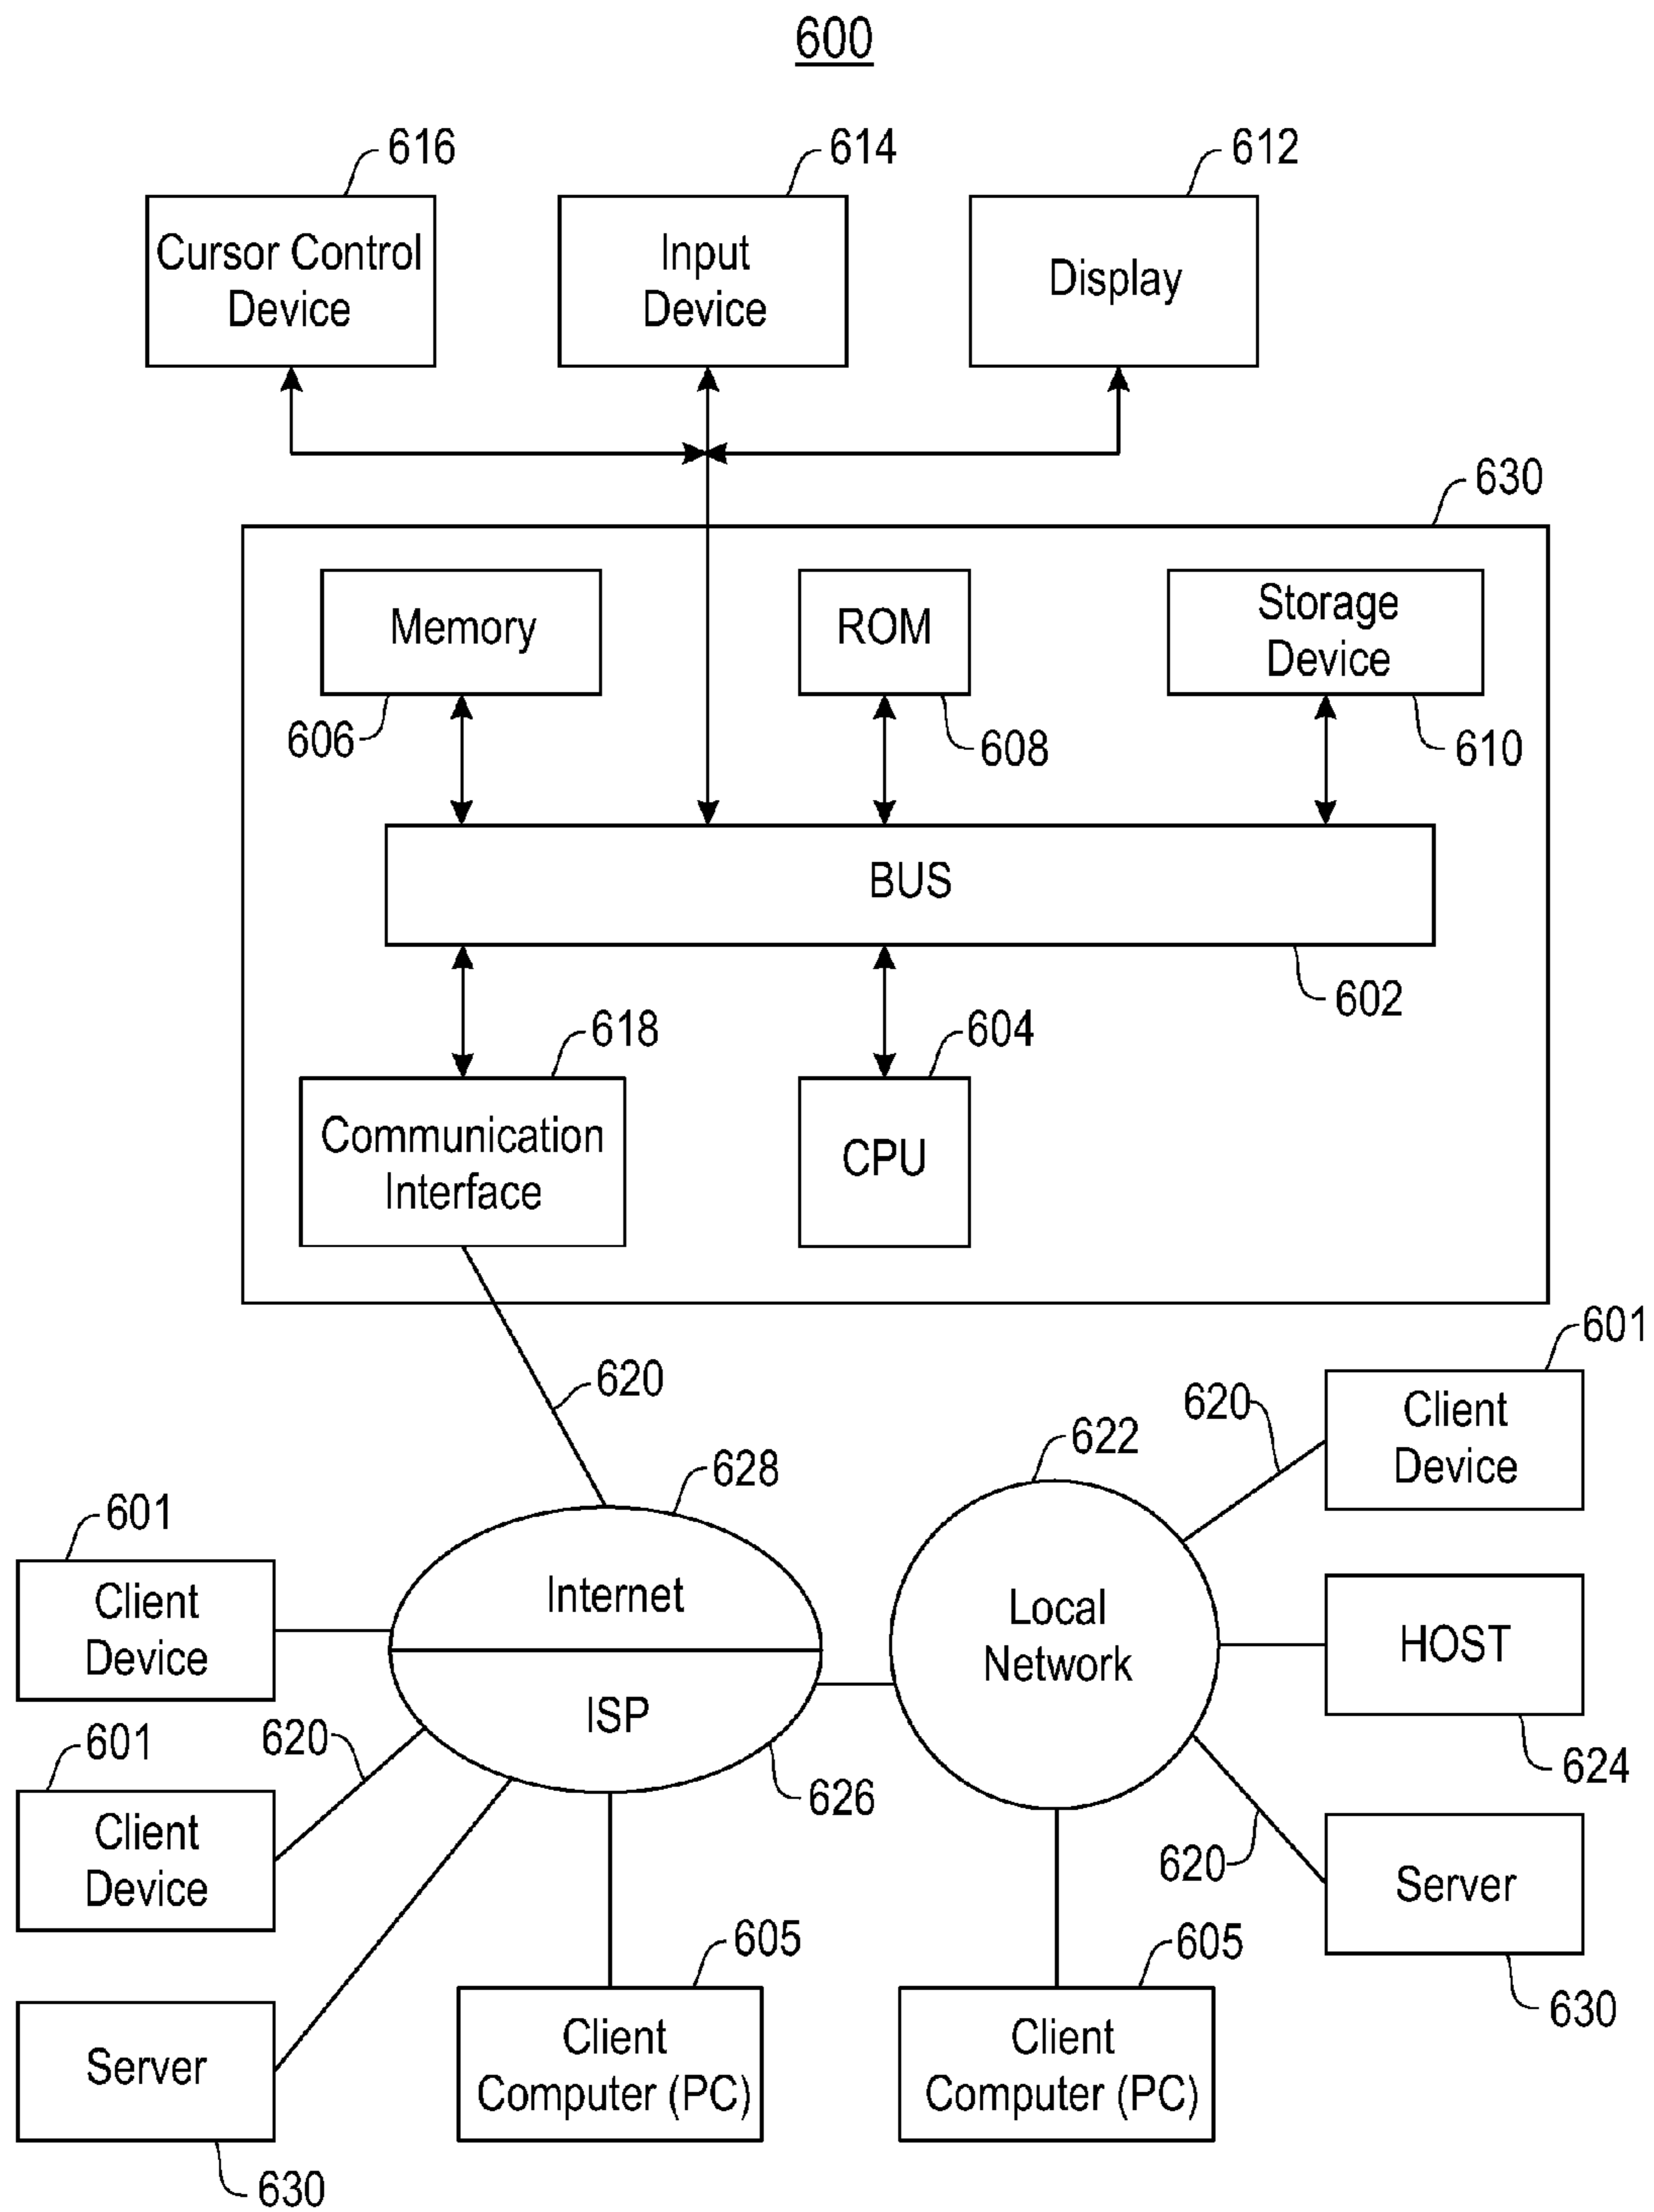 600
616
614
612
Cursor Control
Device
Input
Device
Display
630
Memory
ROM
Storage
Device
606
608
610
BUS
602
618
604
Communication
Interface
CPU
601
620
620
Client
Device
622
628
601
Internet
Local
Network
Client
Device
HOST
ISP
601
620
624
626
Client
Device
620
Server
605
605
630
Server
Client
Computer (PC)
Client
Computer (PC)
630